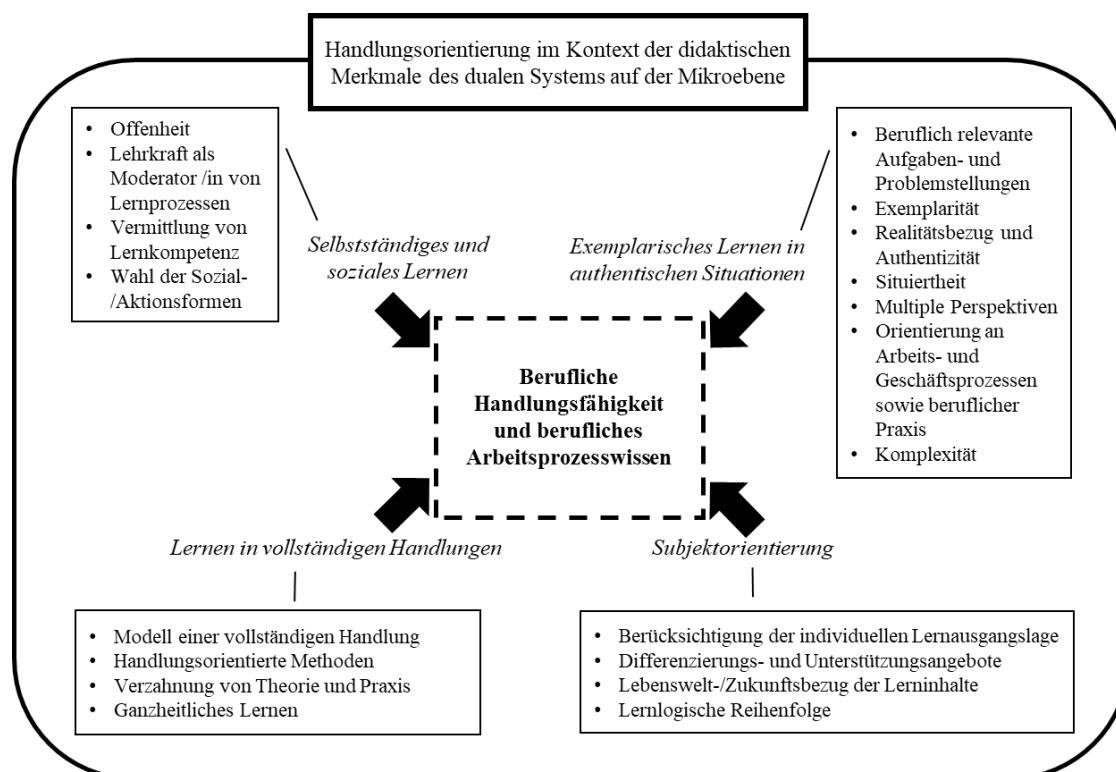 Handlungsorientierung im Kontext der didaktischen
Merkmale des dualen Systems auf der Mikroebene
• Offenheit
• Lehrkraft als
Moderator /in von
Lernprozessen
• Vermittlung von
Lernkompetenz
• Wahl der Sozial-
/Aktionsformen
Selbstständiges und
soziales Lernen
• Beruflich relevante
Aufgaben- und
Problemstellungen
• Exemplarität
• Realitätsbezug und
Authentizität
• Situiertheit
• Multiple Perspektiven
• Orientierung an
Arbeits- und
Geschäftsprozessen
sowie beruflicher
Praxis
• Komplexität
Exemplarisches Lernen in
authentischen Situationen
Berufliche
Handlungsfähigkeit
und berufliches
Arbeitsprozesswissen
Lernen in vollständigen Handlungen
• Modell einer vollständigen Handlung
• Handlungsorientierte Methoden
• Verzahnung von Theorie und Praxis
• Ganzheitliches Lernen
Subjektorientierung
• Berücksichtigung der individuellen Lernausgangslage
• Differenzierungs- und Unterstützungsangebote
• Lebenswelt-/Zukunftsbezug der Lerninhalte
• Lernlogische Reihenfolge